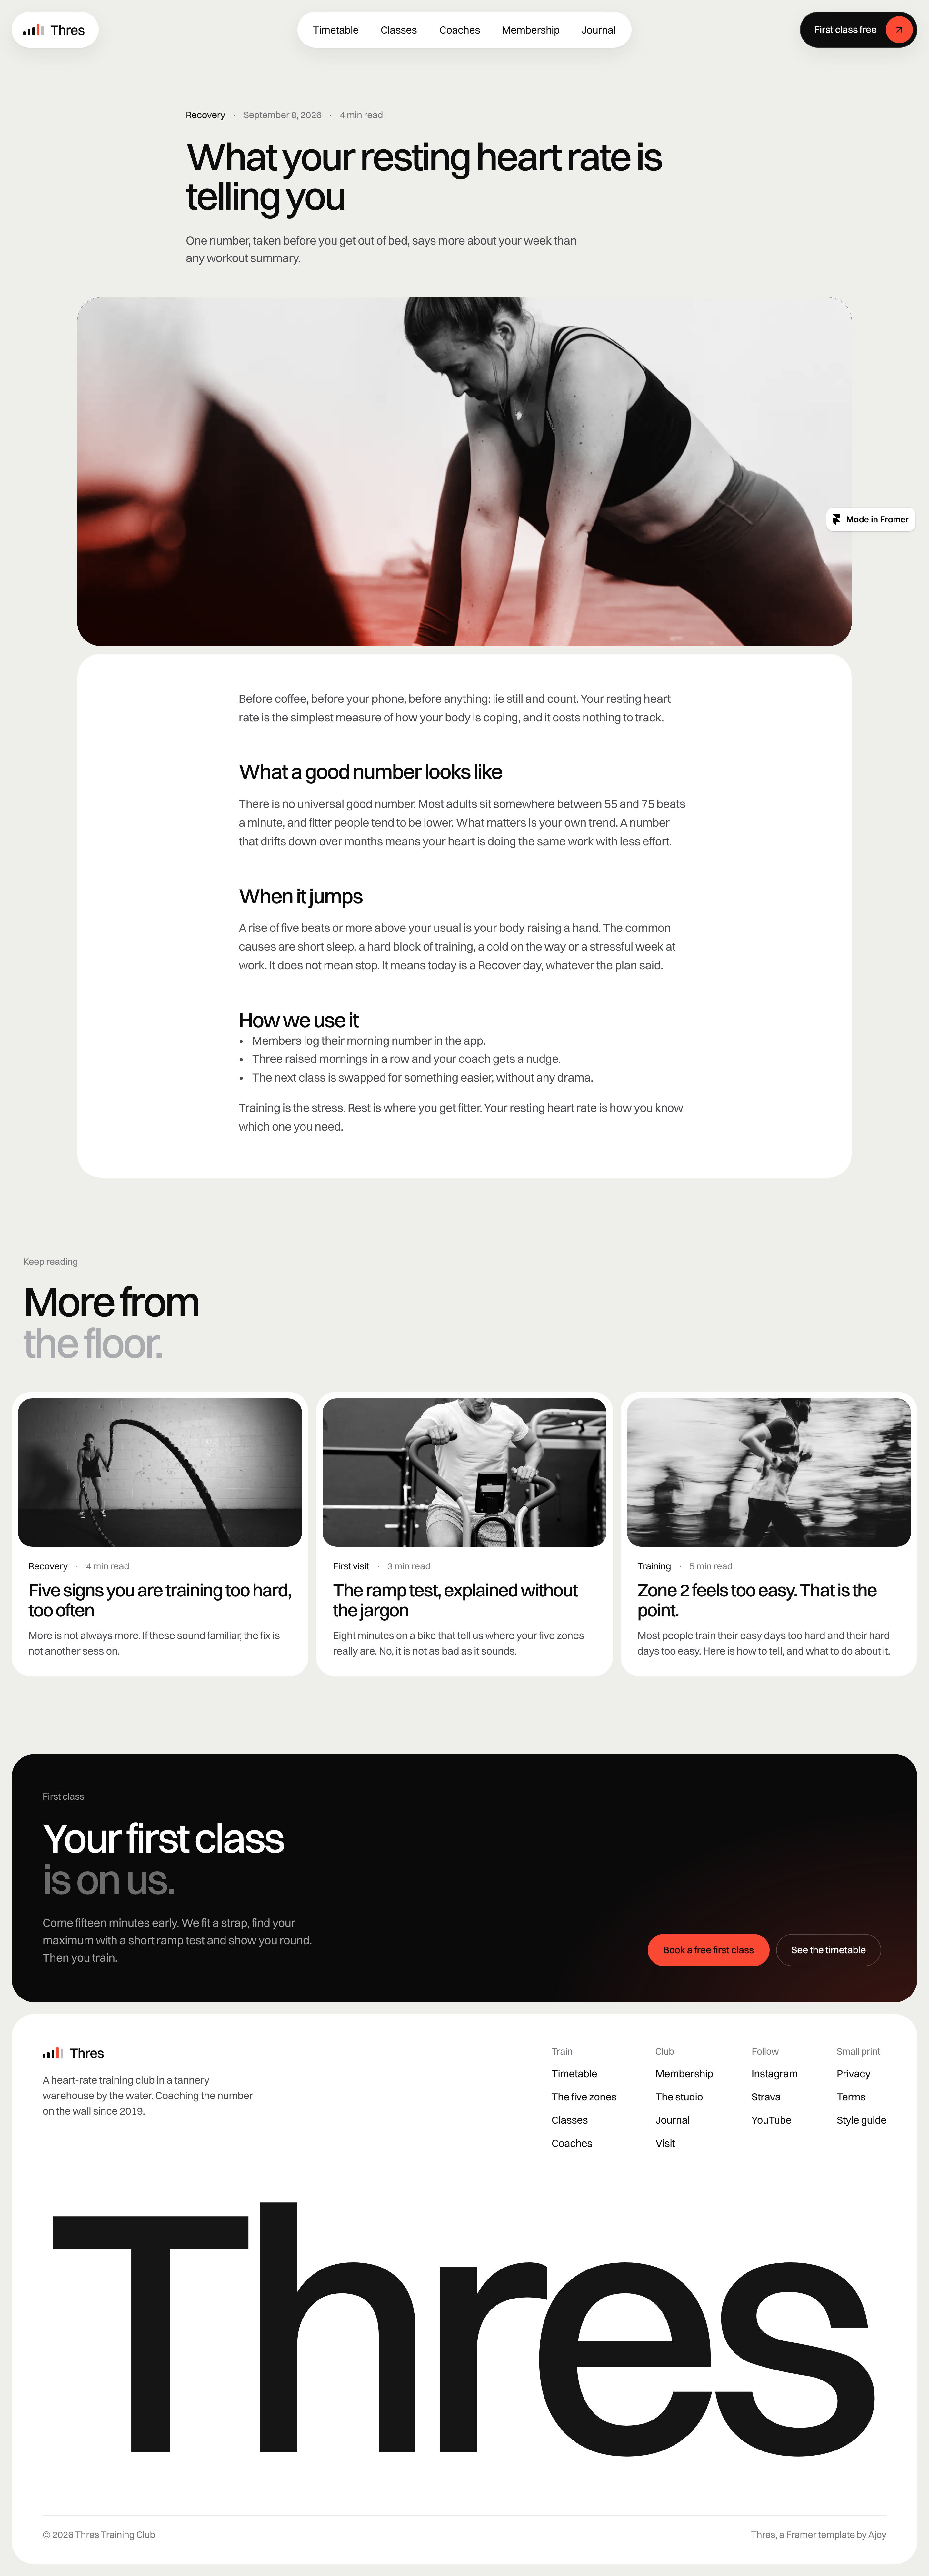 Thres
Timetable Classes Coaches Membership Journal
First class free
Recovery · September 8, 2026 · 4 min read
What your resting heart rate is
telling you
One number, taken before you get out of bed, says more about your week than
any workout summary.
Made in Framer
Before coffee, before your phone, before anything: lie still and count. Your resting heart
rate is the simplest measure of how your body is coping, and it costs nothing to track.
What a good number looks like
There is no universal good number. Most adults sit somewhere between 55 and 75 beats
a minute, and fitter people tend to be lower. What matters is your own trend. A number
that drifts down over months means your heart is doing the same work with less effort.
When it jumps
A rise of five beats or more above your usual is your body raising a hand. The common
causes are short sleep, a hard block of training, a cold on the way or a stressful week at
work. It does not mean stop. It means today is a Recover day, whatever the plan said.
How we use it
• Members log their morning number in the app.
• Three raised mornings in a row and your coach gets a nudge.
• The next class is swapped for something easier, without any drama.
Training is the stress. Rest is where you get fitter. Your resting heart rate is how you know
which one you need.
Keep reading
More from
the floor.
Recovery · 4 min read
Five signs you are training too hard,
too often
More is not always more. If these sound familiar, the fix is
not another session.
First visit · 3 min read
The ramp test, explained without
the jargon
Eight minutes on a bike that tell us where your five zones
really are. No, it is not as bad as it sounds.
Training · 5 min read
Zone 2 feels too easy. That is the
point.
Most people train their easy days too hard and their hard
days too easy. Here is how to tell, and what to do about it.
First class
Your first class
is on us.
Come fifteen minutes early. We fit a strap, find your
maximum with a short ramp test and show you round.
Then you train.
Book a free first class
See the timetable
Thres
A heart-rate training club in a tannery
warehouse by the water. Coaching the number
on the wall since 2019.
Train
Timetable
The five zones
Classes
Coaches
Club
Membership
The studio
Journal
Visit
Follow
Instagram
Strava
YouTube
Small print
Privacy
Terms
Style guide
Thres
© 2026 Thres Training Club
Thres, a Framer template by Ajoy